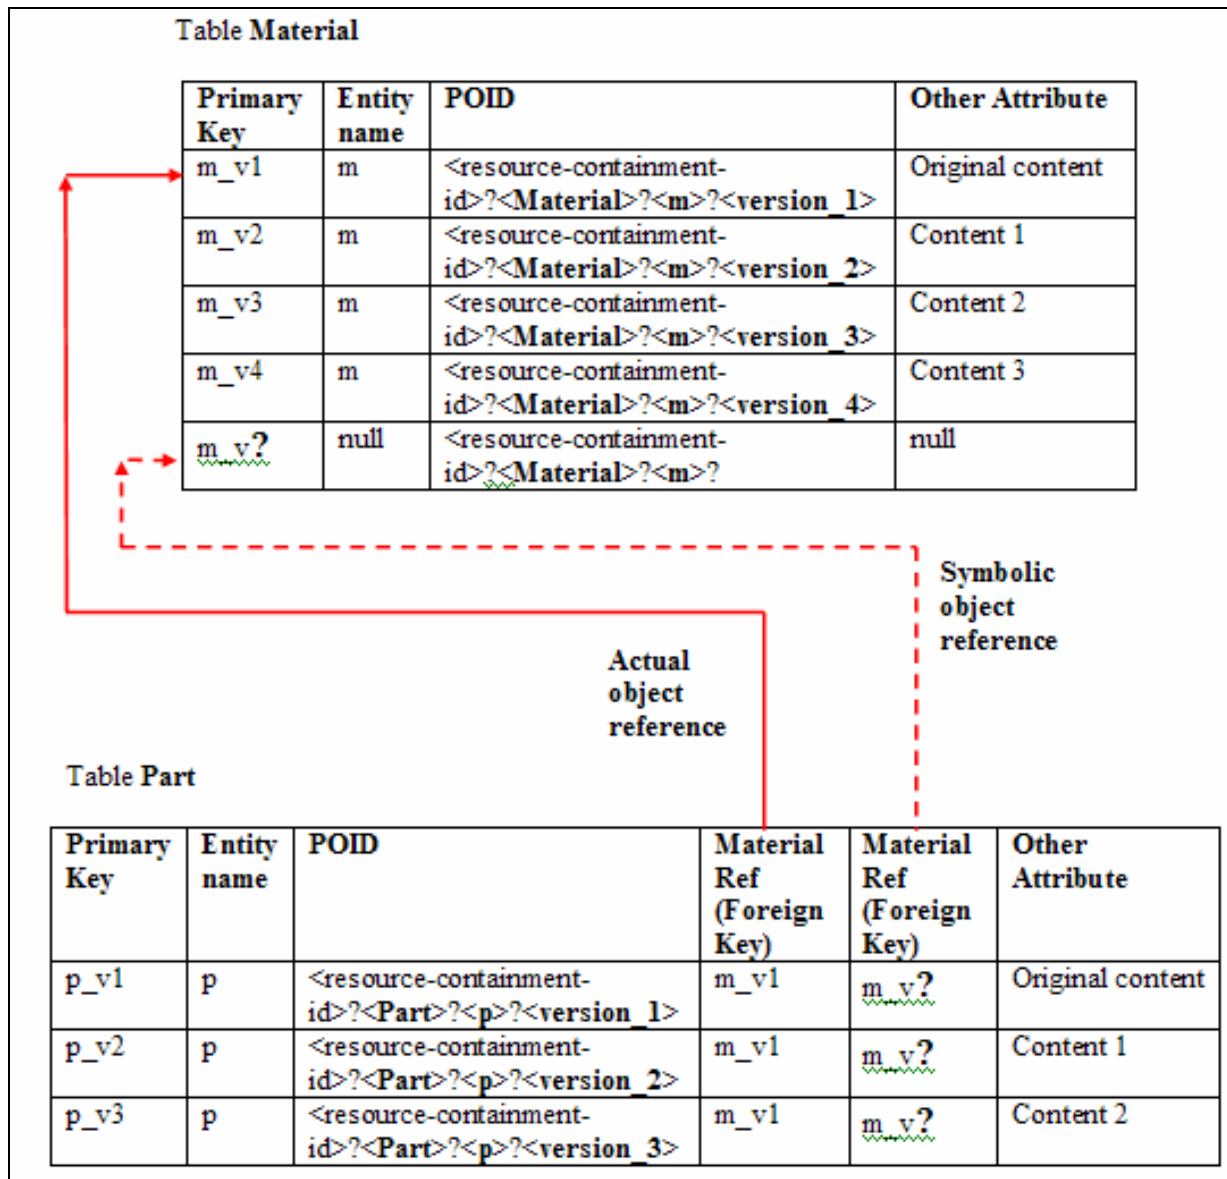 Table Material
Primary Key | Entity name | POID | Other Attribute
m_v1 | m | <resource-containment-
id>?<Material>?<m>?<version_1> | Original content
m_v2 | m | <resource-containment-
id>?<Material>?<m>?<version_2> | Content 1
m_v3 | m | <resource-containment-
id>?<Material>?<m>?<version_3> | Content 2
m_v4 | m | <resource-containment-
id>?<Material>?<m>?<version_4> | Content 3
m_v? | null | <resource-containment-
id>?<Material>?<m>? | null
Symbolic
object
reference
Actual
object
reference
Table Part
Primary Key | Entity name | POID | Material Ref (Foreign Key) | Material Ref (Foreign Key) | Other Attribute
p_v1 | p | <resource-containment-
id>?<Part>?<p>?<version_1> | m_v1 | m_v? | Original content
p_v2 | p | <resource-containment-
id>?<Part>?<p>?<version_2> | m_v1 | m_v? | Content 1
p_v3 | p | <resource-containment-
id>?<Part>?<p>?<version_3> | m_v1 | m_v? | Content 2